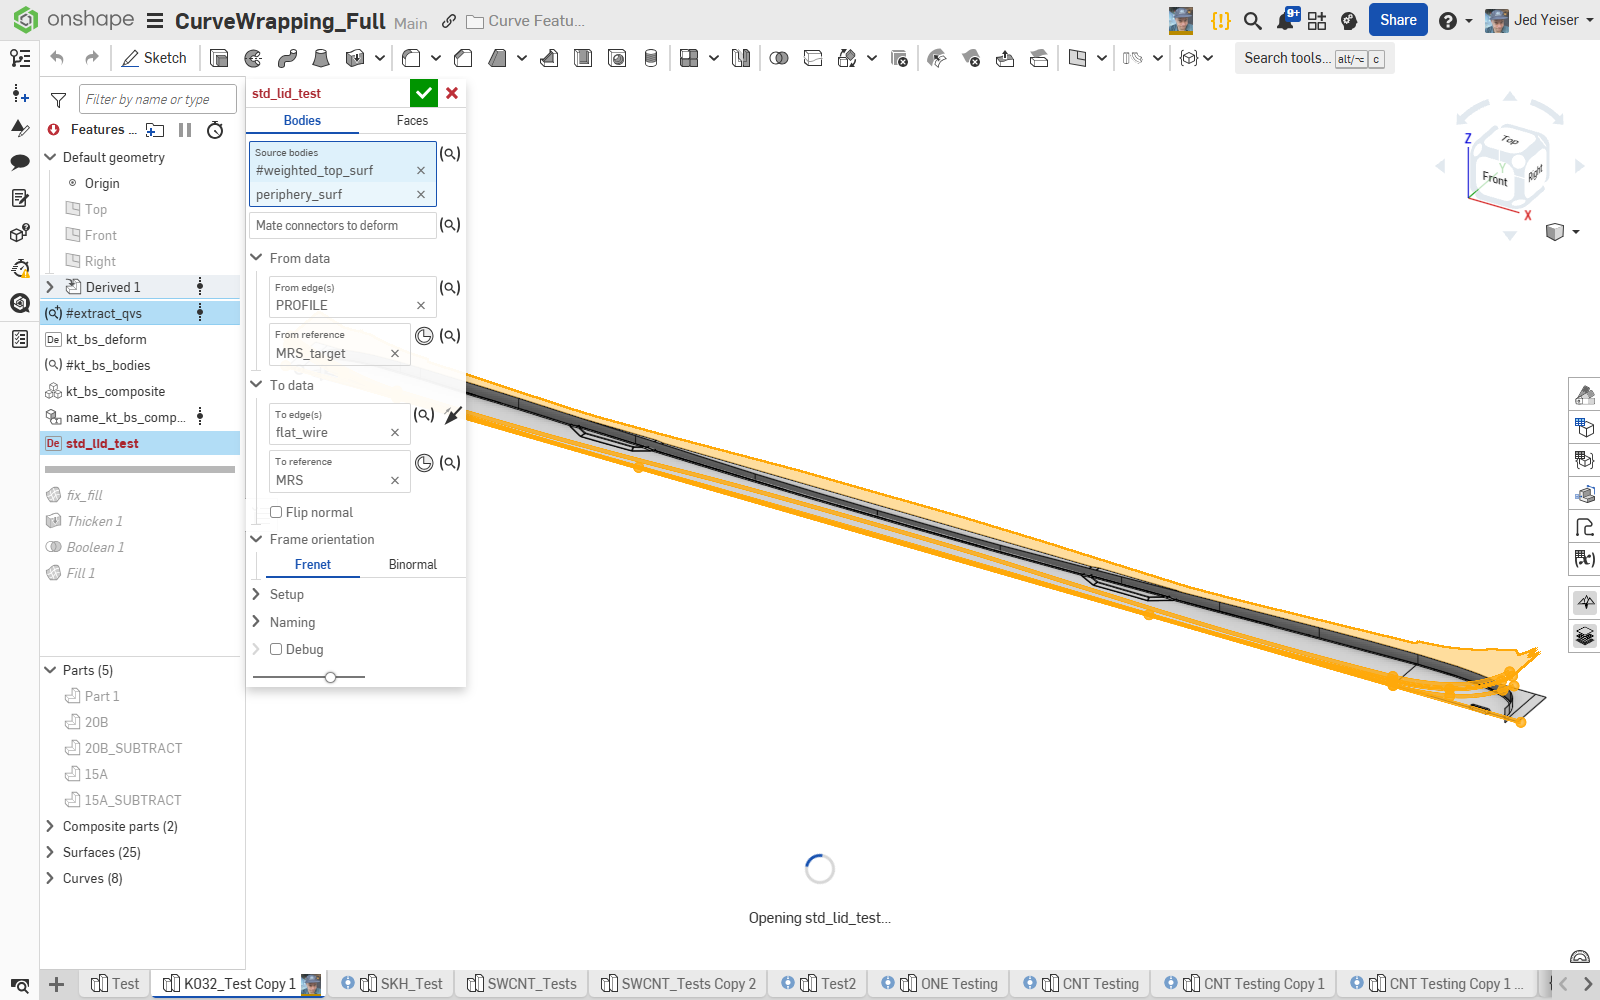 onshape CurveWrapping_Full Main Curve Featu...
9+ Share Jed Yeiser
Sketch Search tools... alt/⌥ c
Filter by name or type
Features ...
Default geometry
Origin
Top
Front
Right
Derived 1
#extract_qvs
De kt_bs_deform
#kt_bs_bodies
kt_bs_composite
name_kt_bs_comp...
De std_lid_test
fix_fill
Thicken 1
Boolean 1
Fill 1
Parts (5)
Part 1
20B
20B_SUBTRACT
15A
15A_SUBTRACT
Composite parts (2)
Surfaces (25)
Curves (8)
std_lid_test
Bodies Faces
Source bodies
#weighted_top_surf
periphery_surf
Mate connectors to deform
From data
From edge(s)
PROFILE
From reference
MRS_target
To data
To edge(s)
flat_wire
To reference
MRS
Flip normal
Frame orientation
Frenet Binormal
Setup
Naming
Debug
Z
Top
Y
Front Right
X
Opening std_lid_test...
Test K032_Test Copy 1 SKH_Test SWCNT_Tests SWCNT_Tests Copy 2 Test2 ONE Testing CNT Testing CNT Testing Copy 1 CNT Testing Copy 1 ...